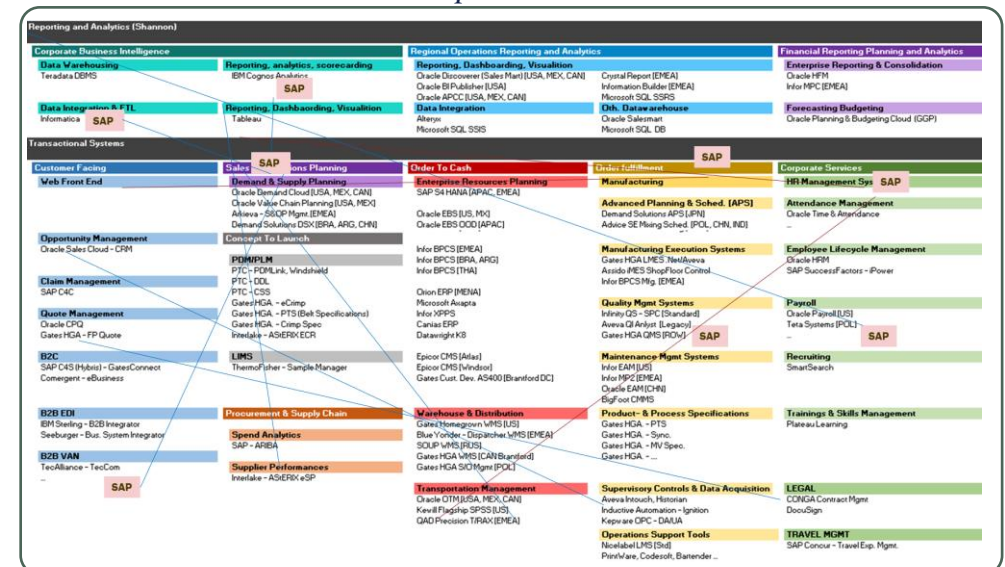 Reporting and Analytics (Shannon)
Corporate Business Intelligence
Data Warehousing
Teradata DBMS
Reporting, analytics, scorecarding
IBM Cognos Analytics
SAP
Data Integration & ETL
Informatica
SAP
Reporting, Dashbaording, Visualition
Tableau
Regional Operations Reporting and Analytics
Reporting, Dashboarding, Visualition
Oracle Discoverer (Sales Mart) [USA, MEX, CAN]
Oracle BI Publisher [USA]
Oracle APCC [USA, MEX, CAN]
Crystal Report [EMEA]
Information Builder [EMEA]
Microsoft SQL SSRS
Data Integration
Alteryx
Microsoft SQL SSIS
Oth. Datawarehouse
Oracle Salesmart
Microsoft SQL DB
Financial Reporting Planning and Analytics
Enterprise Reporting & Consolidation
Oracle HFM
Infor MPC [EMEA]
Forecasting Budgeting
Oracle Planning & Budgeting Cloud (GGP)
Transactional Systems
Customer Facing
Web Front End
Opportunity Management
Oracle Sales Cloud - CRM
Claim Management
SAP C4C
Quote Management
Oracle CPQ
Gates HGA - FP Quote
B2C
SAP C4S (Hybris) - GatesConnect
Comergent - eBusiness
B2B EDI
IBM Sterling - B2B Integrator
Seeburger - Bus. System Integrator
B2B VAN
TecAlliance - TecCom
..
SAP
Sales
SAP
Planning
Demand & Supply Planning
Oracle Demand Cloud [USA, MEX, CAN]
Oracle Value Chain Planning [USA, MEX]
Arkieva - S&OP Mgmt. [EMEA]
Demand Solutions DSX [BRA, ARG, CHN]
Concept To Launch
PDM/PLM
PTC - PDMLink, Windshield
PTC - DDL
PTC - CSS
Gates HGA. - eCrimp
Gates HGA. - PTS (Belt Specifications)
Gates HGA. - Crimp Spec
Interlake - AStERIX ECR
LIMS
ThermoFisher - Sample Manager
Procurement & Supply Chain
Spend Analytics
SAP - ARIBA
Supplier Performances
Interlake - AStERIX eSP
Order To Cash
Enterprise Resources Planning
SAP S4 HANA [APAC, EMEA]
Oracle EBS [US, MX]
Oracle EBS OOD [APAC]
Infor BPCS [EMEA]
Infor BPCS [BRA, ARG]
Infor BPCS [THA]
Orion ERP [MENA]
Microsoft Axapta
Infor XPPS
Canias ERP
Datawright K8
Epicor CMS [Atlas]
Epicor CMS [Windsor]
Gates Cust. Dev. AS400 [Brantford DC]
Warehouse & Distribution
Gates Homegrown WMS [US]
Blue Yonder - Dispatcher WMS [EMEA]
SOUP WMS [RUS]
Gates HGA WMS [CAN Brantford]
Gates HGA S/O Mgmt [POL]
Transportation Management
Oracle OTM [USA, MEX, CAN]
Kewill Flagship SPSS [US]
QAD Precision T/RAX [EMEA]
Order fulfillment
SAP
Manufacturing
Advanced Planning & Sched. [APS]
Demand Solutions APS [JPN]
Advice SE Mixing Sched. [POL, CHN, IND]
Manufacturing Execution Systems
Gates HGA LMES .Net/Aveva
Assido iMES ShopFloor Control
Infor BPCS Mfg. [EMEA]
Quality Mgmt Systems
Infinity QS - SPC [Standard]
Aveva QI Anlyst [Legacy]
Gates HGA QMS [ROW]
SAP
Maintenance Mgmt Systems
Infor EAM [US]
Infor MP2 [EMEA]
Oracle EAM [CHN]
BigFoot CMMS
Product- & Process Specifications
Gates HGA. - PTS
Gates HGA. - Sync.
Gates HGA. - MV Spec.
Gates HGA. - ...
Supervisory Controls & Data Acquisition
Aveva Intouch, Historian
Inductive Automation - Ignition
Kepware OPC - DA/UA
Operations Support Tools
Nicelabel LMS [Std]
PrintWare, Codesoft, Bartender ..
Corporate Services
HR Management Sys
SAP
Attendance Management
Oracle Time & Attendance
..
Employee Lifecycle Management
Oracle HRM
SAP SuccessFactors - iPower
Payroll
Oracle Payroll [US]
Teta Systems [POL]
..
SAP
Recruiting
SmartSearch
Trainings & Skills Management
Plateau Learning
LEGAL
CONGA Contract Mgmt
DocuSign
TRAVEL MGMT
SAP Concur - Travel Exp. Mgmt.